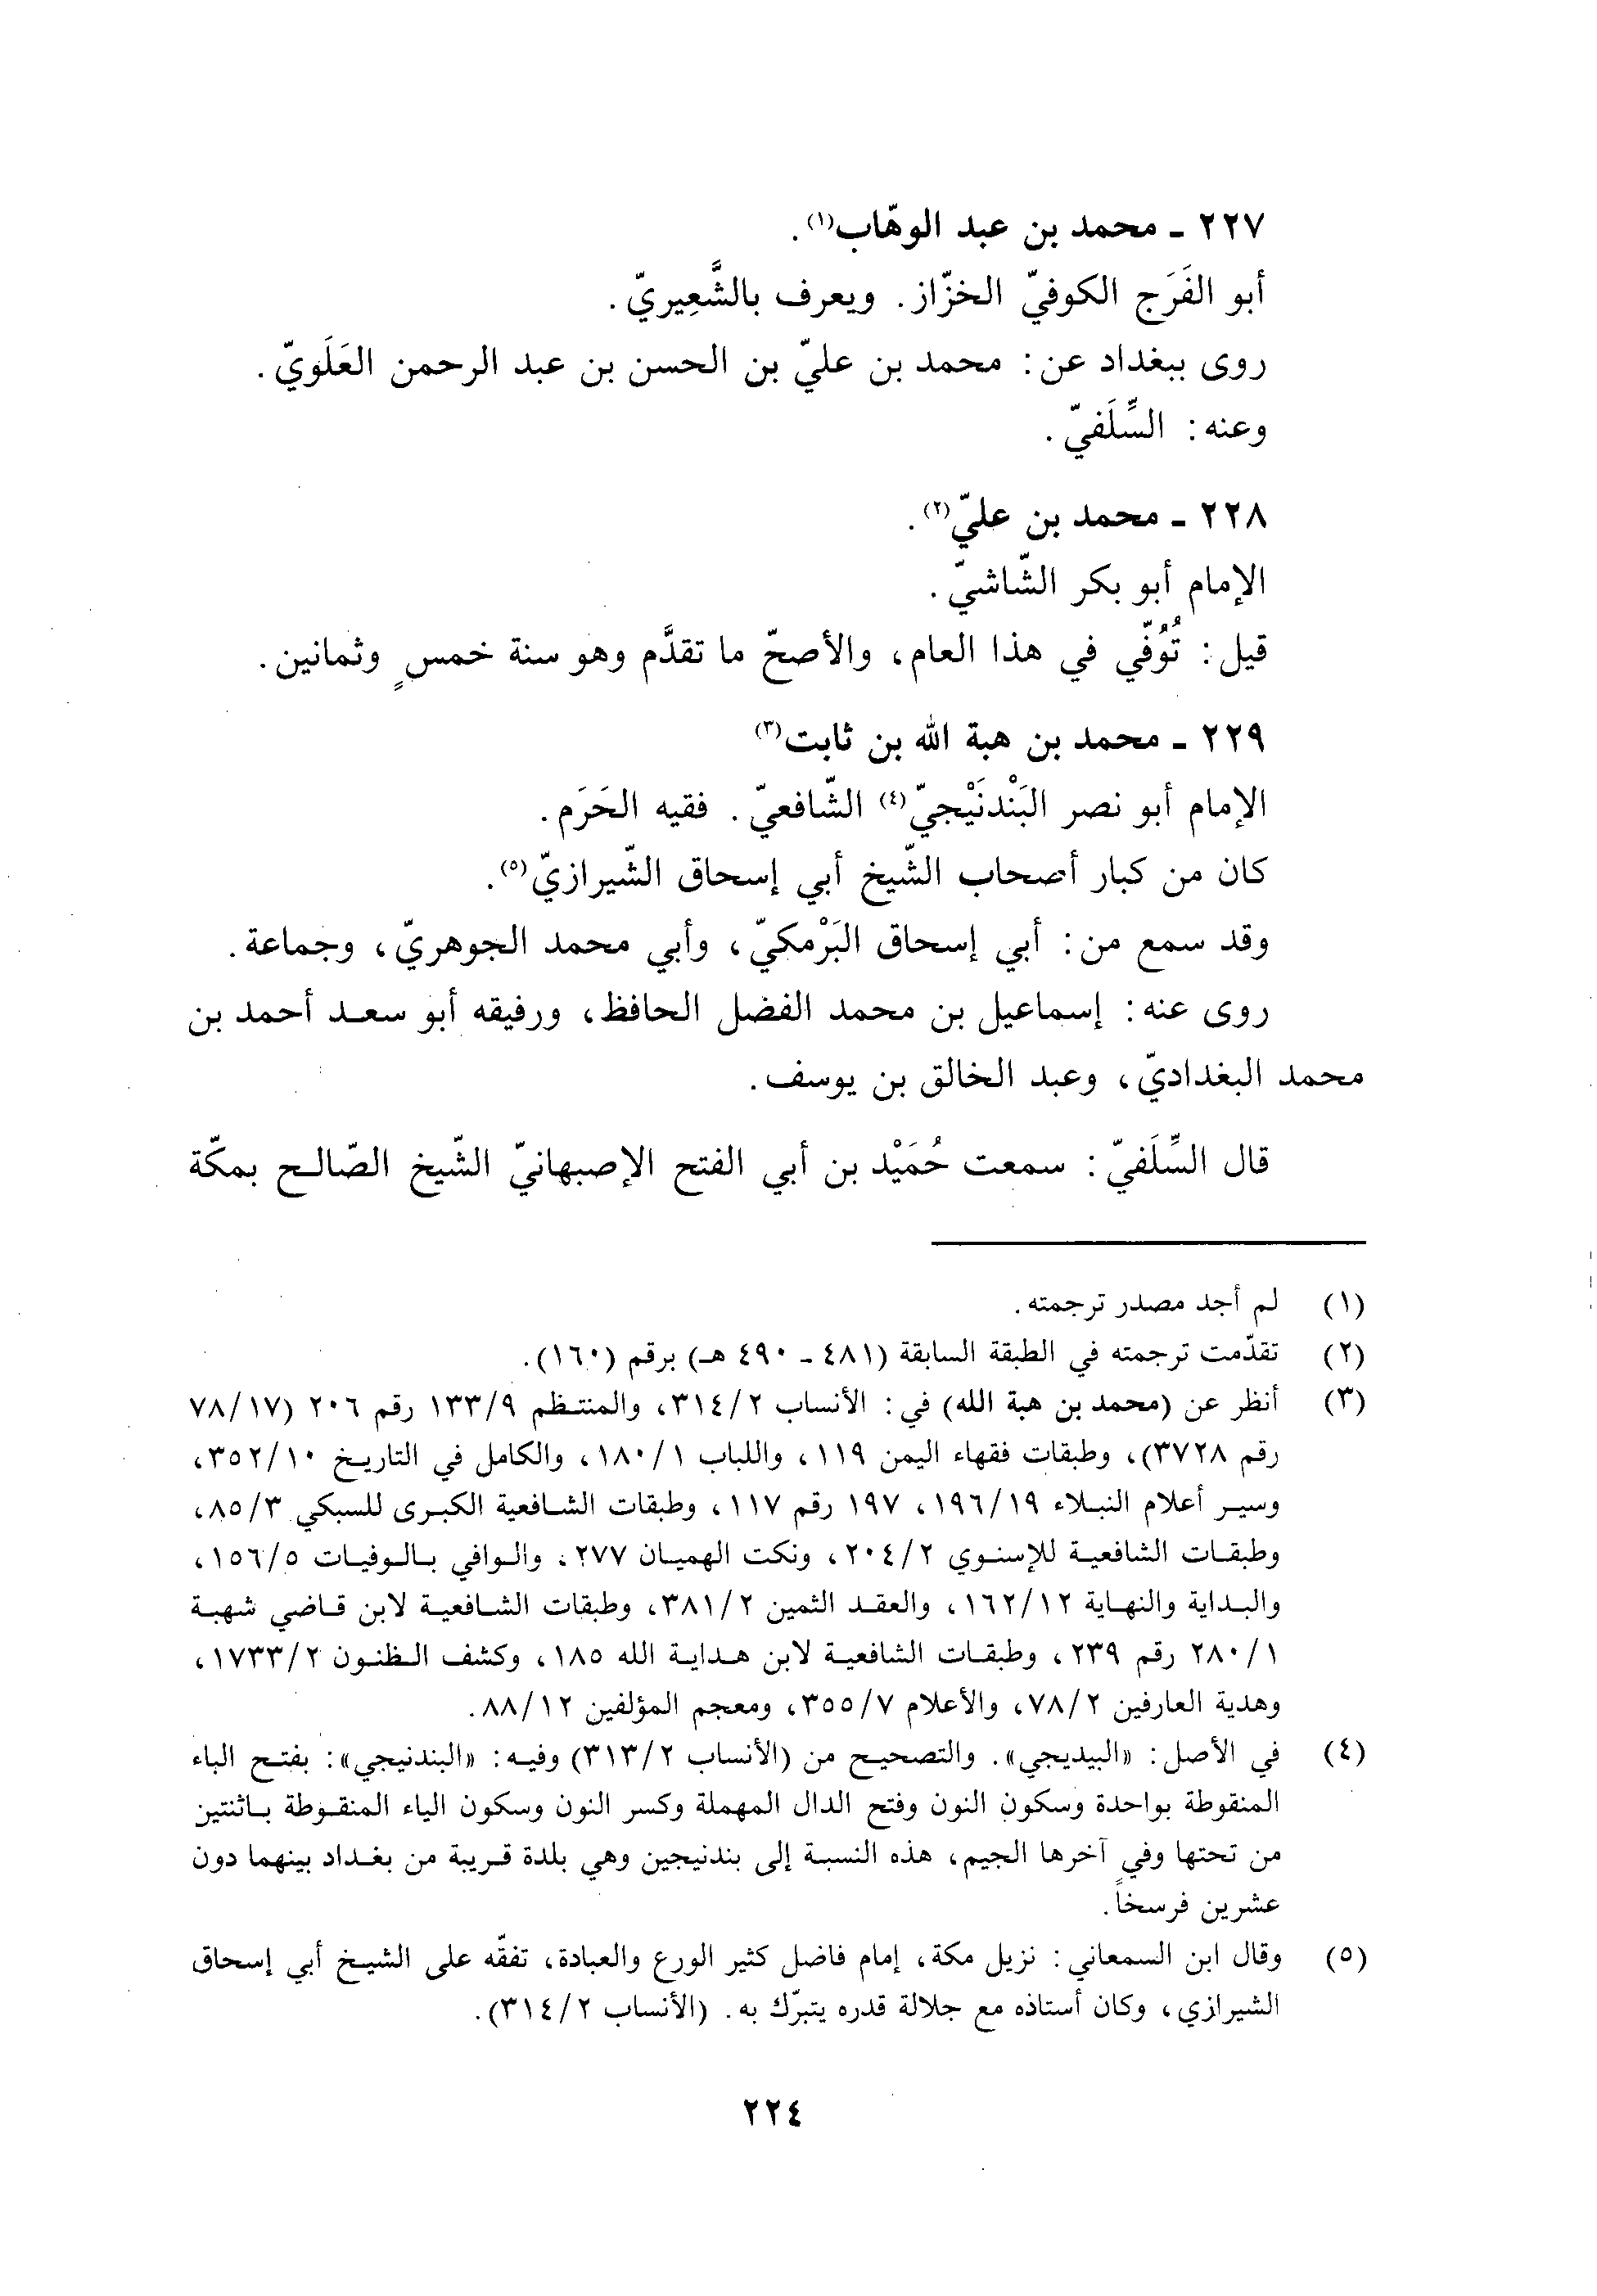 ٢٢٧ ـ محمد بن عبد الوهّاب(١).
أبو الفَرَج الكوفيّ الخزّاز. ويعرف بالشَّعِيريّ.
روى ببغداد عن: محمد بن عليّ بن الحسن بن عبد الرحمن العَلَويّ.
وعنه: السِّلَفيّ.
٢٢٨ ـ محمد بن عليّ(٢).
الإمام أبو بكر الشّاشيّ.
قيل: تُوُفّي في هذا العام، والأصحّ ما تقدَّم وهو سنة خمسٍ وثمانين.
٢٢٩ ـ محمد بن هبة الله بن ثابت(٣)
الإمام أبو نصر البَنْدنَيْجيّ(٤) الشّافعيّ. فقيه الحَرَم.
كان من كبار أصحاب الشّيخ أبي إسحاق الشّيرازيّ(٥).
وقد سمع من: أبي إسحاق البَرْمكيّ، وأبي محمد الجوهريّ، وجماعة.
روى عنه: إسماعيل بن محمد الفضل الحافظ، ورفيقه أبو سعد أحمد بن
محمد البغداديّ، وعبد الخالق بن يوسف.
قال السِّلَفيّ: سمعت حُمَيْد بن أبي الفتح الإصبهانيّ الشّيخ الصّالح بمكّة
(١) لم أجد مصدر ترجمته.
(٢) تقدّمت ترجمته في الطبقة السابقة (٤٨١ ـ ٤٩٠ هـ) برقم (١٦٠).
(٣) أنظر عن (محمد بن هبة الله) في: الأنساب ٣١٤/٢، والمنتظم ١٣٣/٩ رقم ٢٠٦ (٧٨/١٧
رقم ٣٧٢٨)، وطبقات فقهاء اليمن ١١٩، واللباب ١٨٠/١، والكامل في التاريخ ٣٥٢/١٠،
وسير أعلام النبلاء ١٩٦/١٩، ١٩٧ رقم ١١٧، وطبقات الشافعية الكبرى للسبكي ٨٥/٣،
وطبقات الشافعية للإسنوي ٢٠٤/٢، ونكت الهميان ٢٧٧، والوافي بالوفيات ١٥٦/٥،
والبداية والنهاية ١٦٢/١٢، والعقد الثمين ٣٨١/٢، وطبقات الشافعية لابن قاضي شهبة
٢٨٠/١ رقم ٢٣٩، وطبقات الشافعية لابن هداية الله ١٨٥، وكشف الظنون ١٧٣٣/٢،
وهدية العارفين ٧٨/٢، والأعلام ٣٥٥/٧، ومعجم المؤلفين ٨٨/١٢.
(٤) في الأصل: «البيديجي». والتصحيح من (الأنساب ٣١٣/٢) وفيه: «البندنيجي»: بفتح الباء
المنقوطة بواحدة وسكون النون وفتح الدال المهملة وكسر النون وسكون الياء المنقوطة باثنتين
من تحتها وفي آخرها الجيم، هذه النسبة إلى بندنيجين وهي بلدة قريبة من بغداد بينهما دون
عشرين فرسخاً.
(٥) وقال ابن السمعاني: نزيل مكة، إمام فاضل كثير الورع والعبادة، تفقّه على الشيخ أبي إسحاق
الشيرازي، وكان أستاذه مع جلالة قدره يتبرّك به. (الأنساب ٣١٤/٢).
٢٢٤